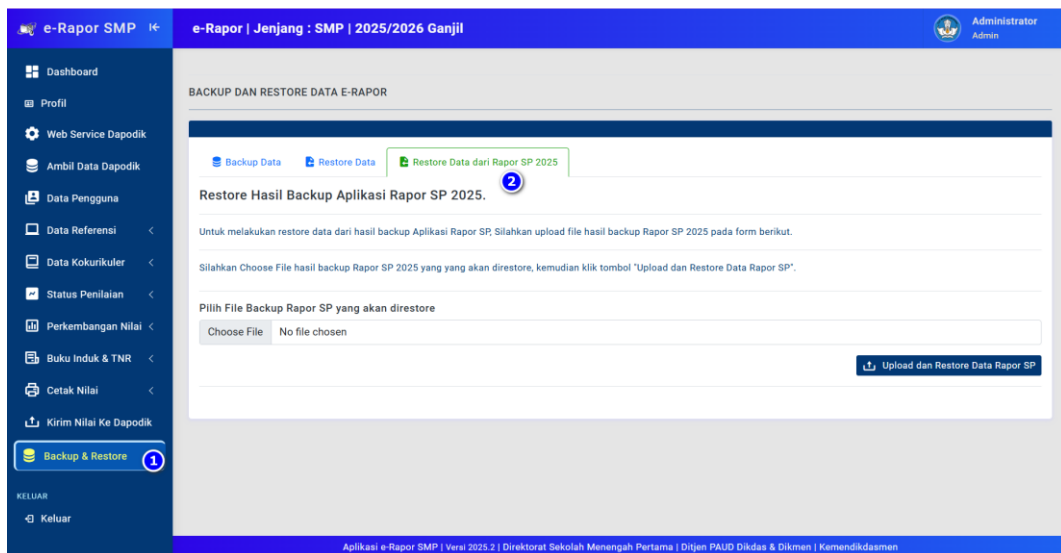 e-Rapor SMP
e-Rapor | Jenjang : SMP | 2025/2026 Ganjil
Administrator
Admin
Dashboard
Profil
Web Service Dapodik
Ambil Data Dapodik
Data Pengguna
Data Referensi
Data Kokurikuler
Status Penilaian
Perkembangan Nilai
Buku Induk & TNR
Cetak Nilai
Kirim Nilai Ke Dapodik
Backup & Restore
1
KELUAR
Keluar
BACKUP DAN RESTORE DATA E-RAPOR
Backup Data Restore Data Restore Data dari Rapor SP 2025
2
Restore Hasil Backup Aplikasi Rapor SP 2025.
Untuk melakukan restore data dari hasil backup Aplikasi Rapor SP, Silahkan upload file hasil backup Rapor SP 2025 pada form berikut.
Silahkan Choose File hasil backup Rapor SP 2025 yang yang akan direstore, kemudian klik tombol "Upload dan Restore Data Rapor SP".
Pilih File Backup Rapor SP yang akan direstore
Choose File No file chosen
Upload dan Restore Data Rapor SP
Aplikasi e-Rapor SMP | Versi 2025.2 | Direktorat Sekolah Menengah Pertama | Ditjen PAUD Dikdas & Dikmen | Kemendikdasmen